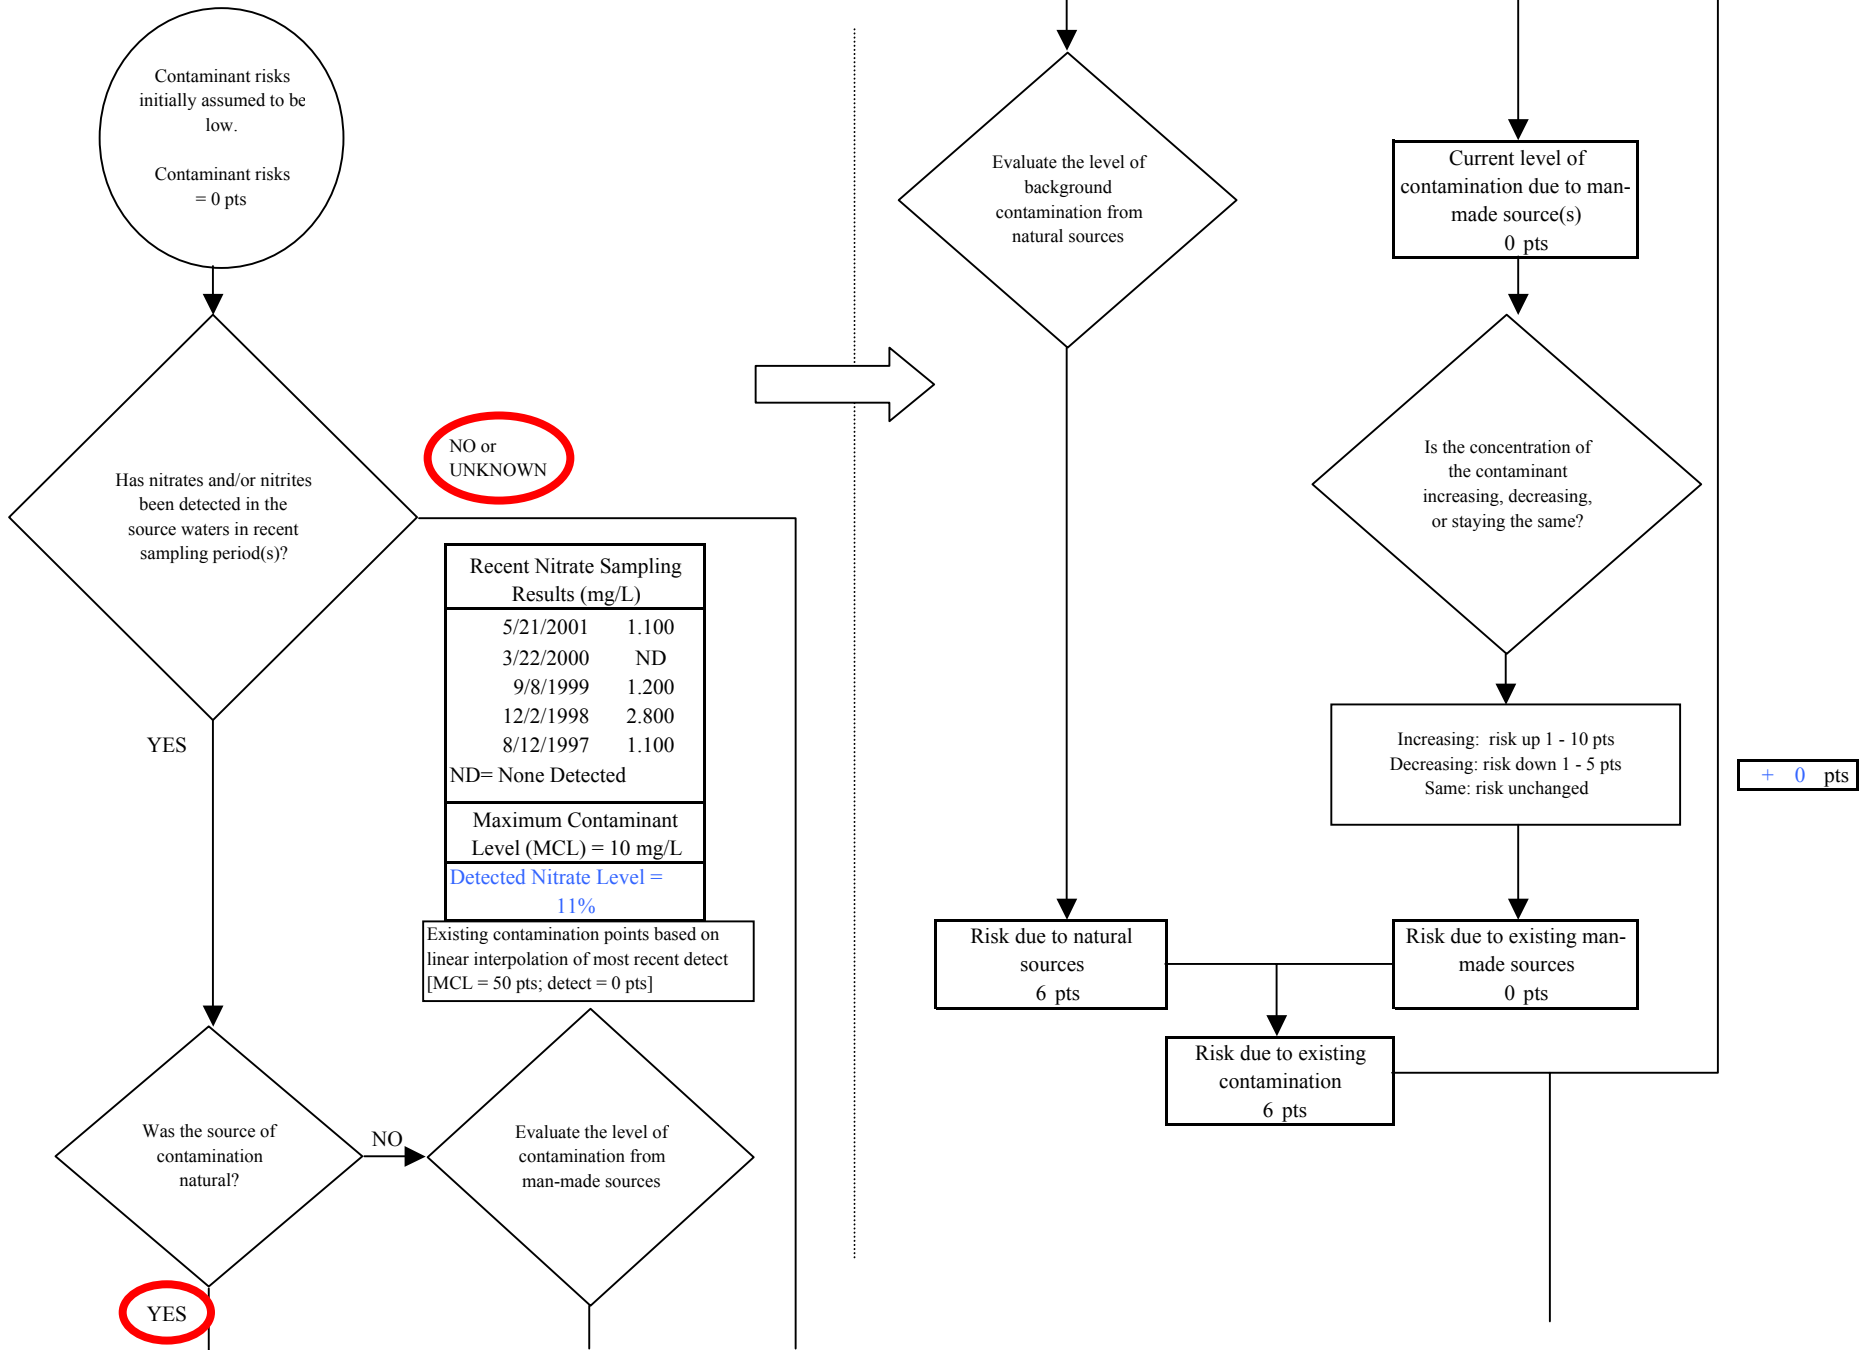 Contaminant risks
initially assumed to be
low.
Contaminant risks
= 0 pts
Has nitrates and/or nitrites
been detected in the
source waters in recent
sampling period(s)?
NO or
UNKNOWN
YES
Recent Nitrate Sampling
Results (mg/L)
5/21/2001 1.100
3/22/2000 ND
9/8/1999 1.200
12/2/1998 2.800
8/12/1997 1.100
ND= None Detected
Maximum Contaminant
Level (MCL) = 10 mg/L
Detected Nitrate Level =
11%
Existing contamination points based on
linear interpolation of most recent detect
[MCL = 50 pts; detect = 0 pts]
Was the source of
contamination
natural?
NO
Evaluate the level of
contamination from
man-made sources
YES
Evaluate the level of
background
contamination from
natural sources
Current level of
contamination due to man-
made source(s)
0 pts
Is the concentration of
the contaminant
increasing, decreasing,
or staying the same?
Increasing: risk up 1 - 10 pts
Decreasing: risk down 1 - 5 pts
Same: risk unchanged
+ 0 pts
Risk due to natural
sources
6 pts
Risk due to existing man-
made sources
0 pts
Risk due to existing
contamination
6 pts